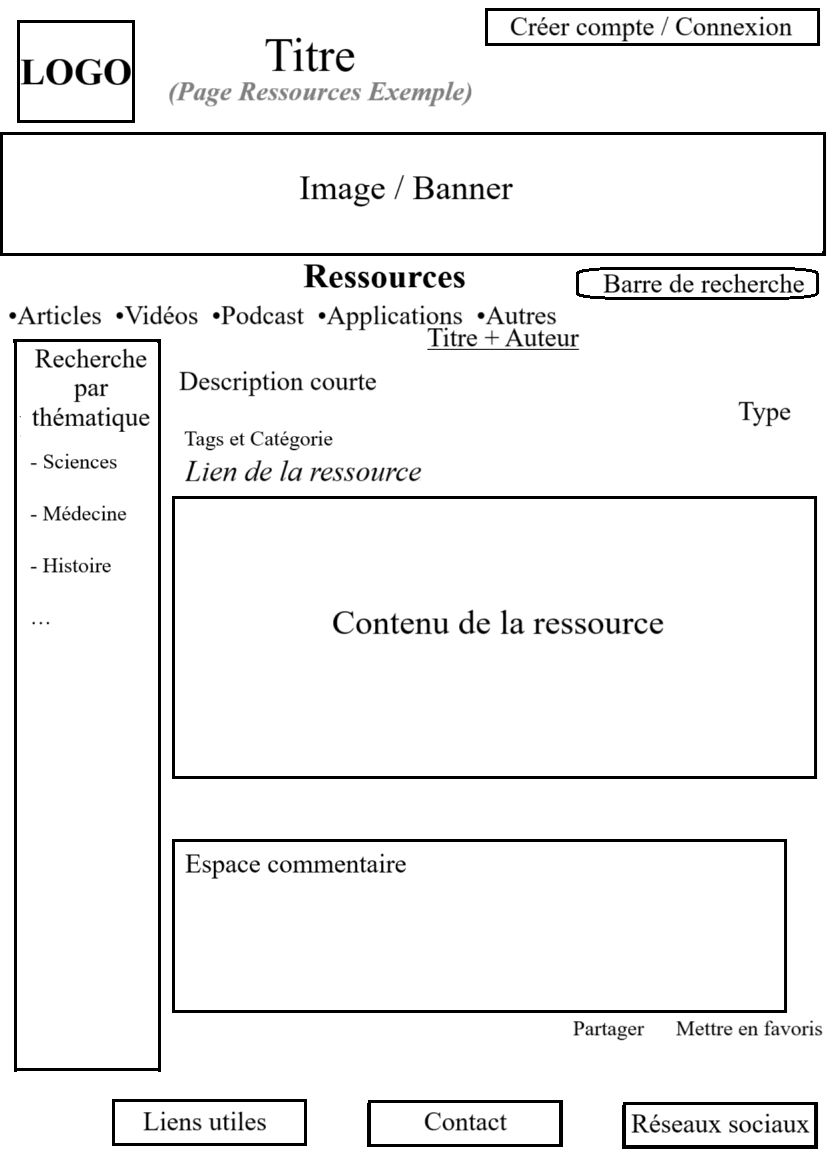 Créer compte / Connexion
LOGO
Titre
(Page Ressources Exemple)
Image / Banner
Ressources
Barre de recherche
•Articles •Vidéos •Podcast •Applications •Autres
Titre + Auteur
Recherche
par
thématique
- Sciences
- Médecine
- Histoire
…
Description courte
Type
Tags et Catégorie
Lien de la ressource
Contenu de la ressource
Espace commentaire
Partager
Mettre en favoris
Liens utiles
Contact
Réseaux sociaux